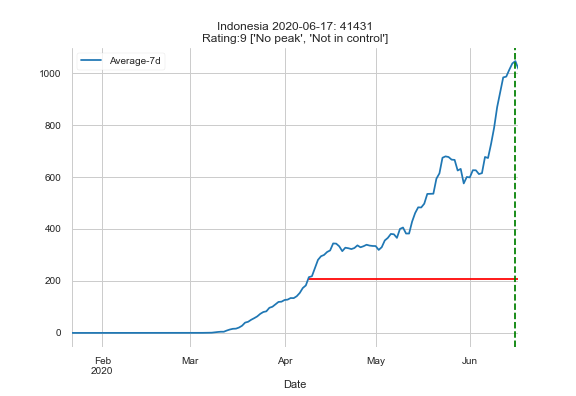 Indonesia 2020-06-17: 41431
Rating:9 ['No peak', 'Not in control']
Average-7d
1000
800
600
400
200
0
Feb Mar Apr May Jun
2020
Date